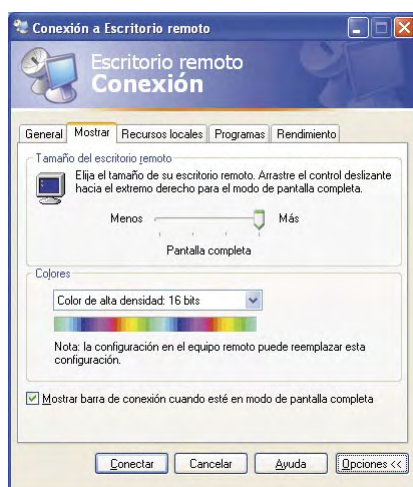 Conexión a Escritorio remoto
Escritorio remoto
Conexión
General Mostrar Recursos locales Programas Rendimiento
Tamaño del escritorio remoto
Elija el tamaño de su escritorio remoto. Arrastre el control deslizante
hacia el extremo derecho para el modo de pantalla completa.
Menos Más
Pantalla completa
Colores
Color de alta densidad: 16 bits
Nota: la configuración en el equipo remoto puede reemplazar esta
configuración.
Mostrar barra de conexión cuando esté en modo de pantalla completa
Conectar Cancelar Ayuda Opciones <<